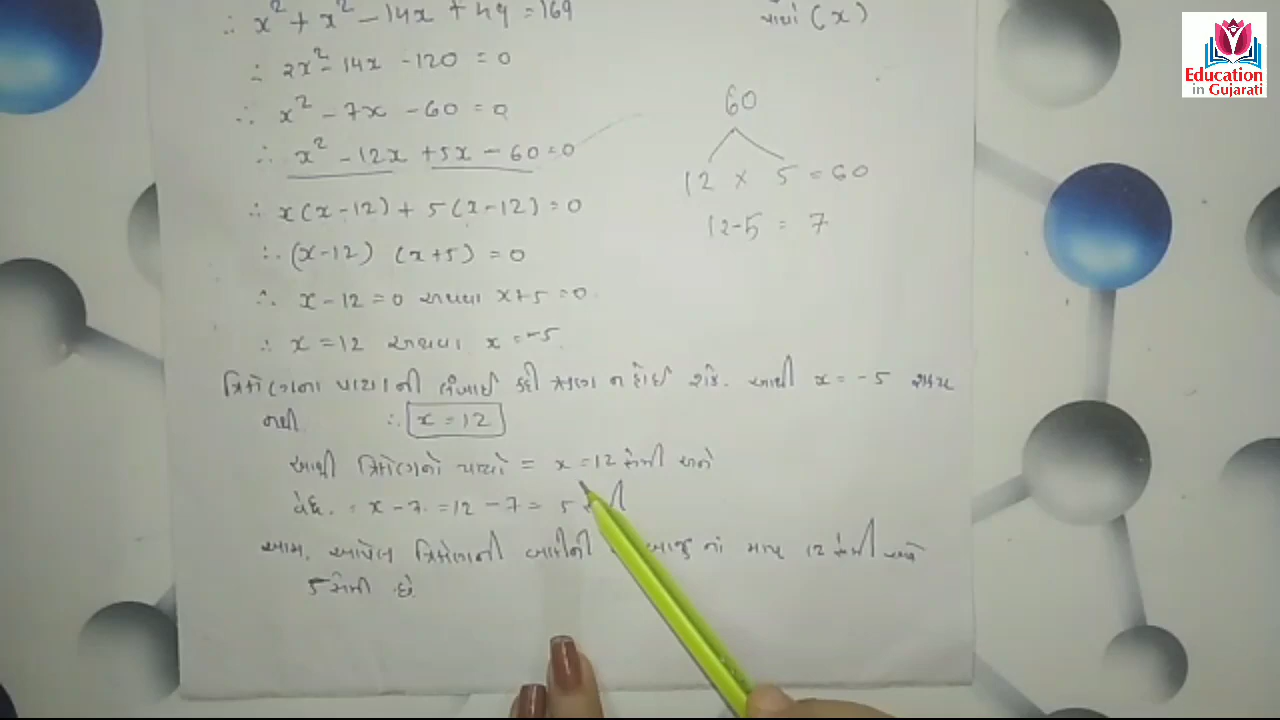 ∴ x² + x² - 14x + 49 = 169
પાયો (x)
∴ 2x² - 14x - 120 = 0
∴ x² - 7x - 60 = 0
∴ x² - 12x + 5x - 60 = 0
∴ x(x-12) + 5(x-12) = 0
∴ (x-12) (x+5) = 0
∴ x - 12 = 0 અથવા x+5 = 0
∴ x = 12 અથવા x = -5
ત્રિકોણના પાયાની લંબાઈ કદી ઋણ ન હોઈ શકે. આથી x = -5 શક્ય
નથી ∴ x = 12
આથી ત્રિકોણનો પાયો = x = 12 સેમી અને
વેધ = x - 7 = 12 - 7 = 5
આમ, આપેલ ત્રિકોણની બાકીની બાજુનાં માપ 12 સેમી અને
5 સેમી છે.
60
12 × 5 = 60
12-5 = 7
Education
in Gujarati